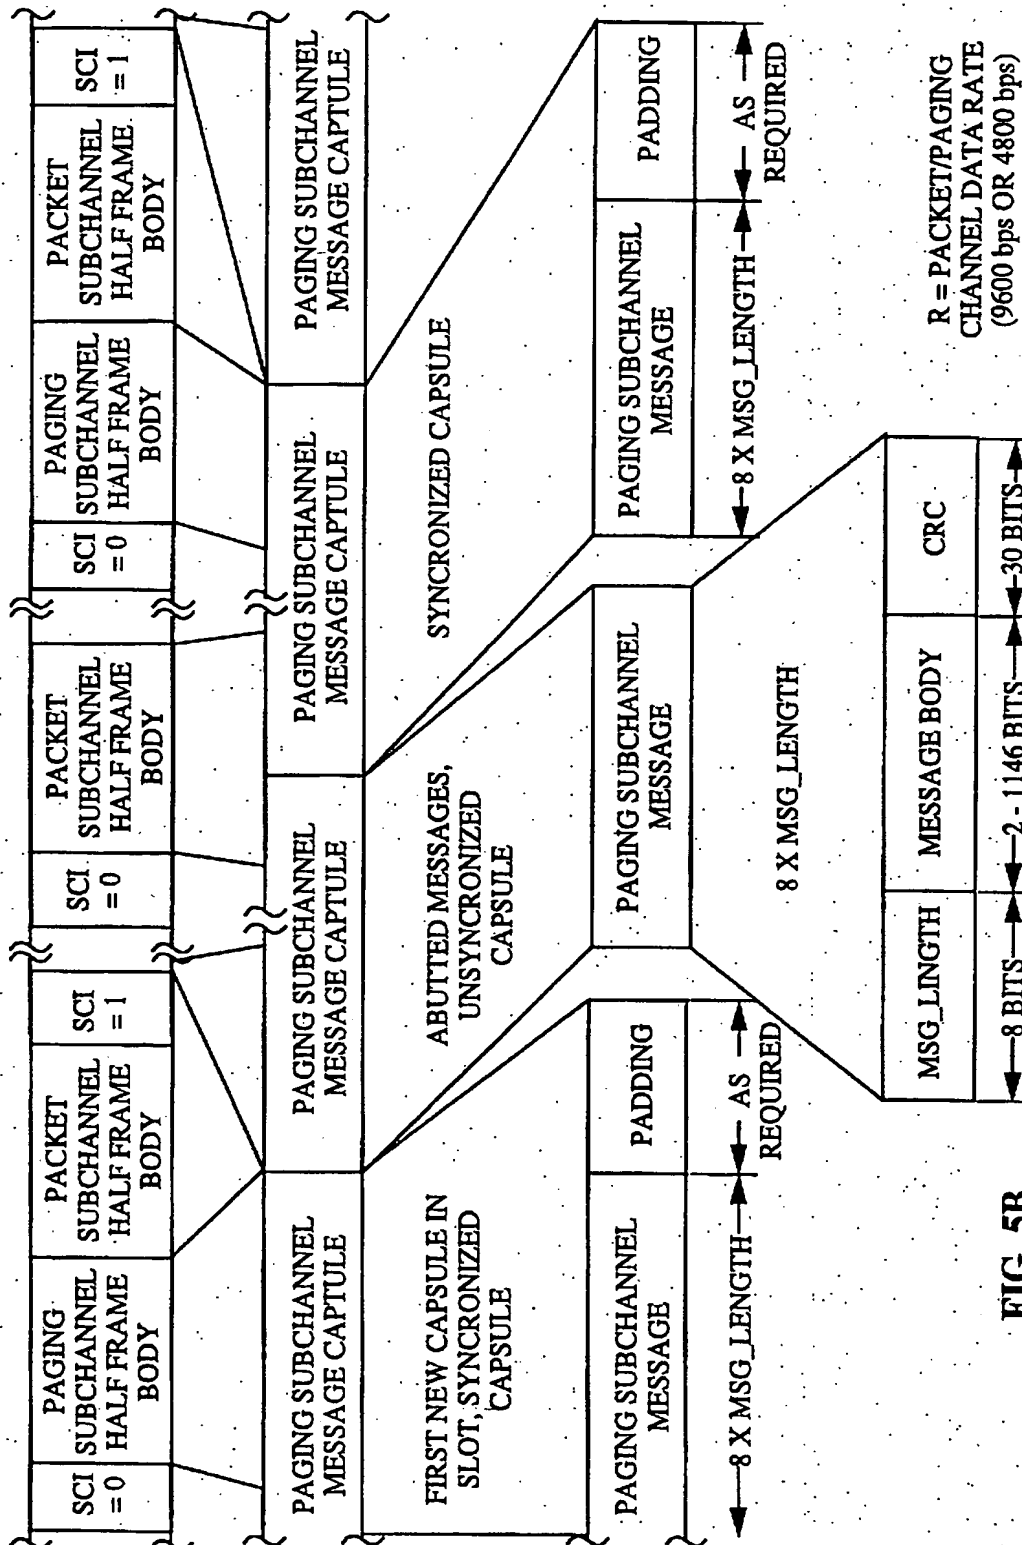 SCI
= 0
PAGING
SUBCHANNEL
HALF FRAME
BODY
PACKET
SUBCHANNEL
HALF FRAME
BODY
SCI
= 1
SCI
= 0
PACKET
SUBCHANNEL
HALF FRAME
BODY
SCI
= 0
PAGING
SUBCHANNEL
HALF FRAME
BODY
PACKET
SUBCHANNEL
HALF FRAME
BODY
SCI
= 1
PAGING SUBCHANNEL
MESSAGE CAPTULE
PAGING SUBCHANNEL
MESSAGE CAPTULE
PAGING SUBCHANNEL
MESSAGE CAPTULE
PAGING SUBCHANNEL
MESSAGE CAPTULE
FIRST NEW CAPSULE IN
SLOT, SYNCRONIZED
CAPSULE
ABUTTED MESSAGES,
UNSYNCRONIZED
CAPSULE
SYNCRONIZED CAPSULE
PAGING SUBCHANNEL
MESSAGE
PADDING
PAGING SUBCHANNEL
MESSAGE
PAGING SUBCHANNEL
MESSAGE
PADDING
8 X MSG_LENGTH
AS
REQUIRED
8 X MSG_LENGTH
8 X MSG_LENGTH
AS
REQUIRED
MSG_LINGTH
MESSAGE BODY
CRC
8 BITS
2 - 1146 BITS
30 BITS
R = PACKET/PAGING
CHANNEL DATA RATE
(9600 bps OR 4800 bps)
FIG. 5B